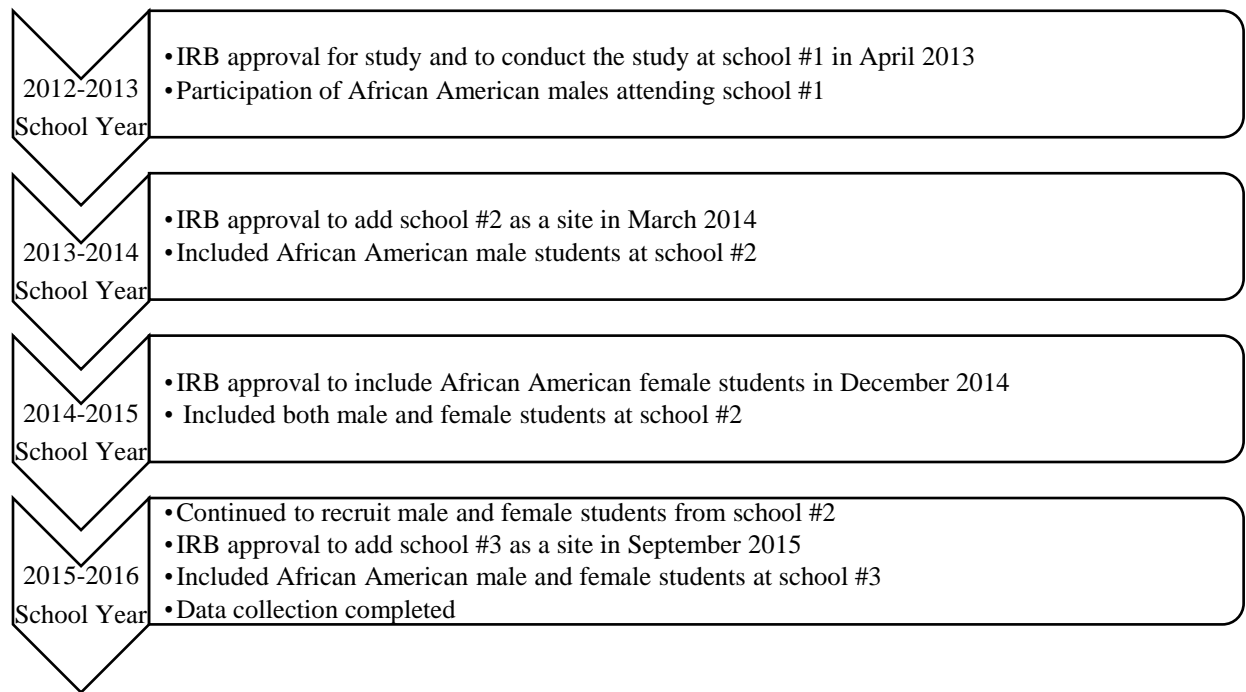 2012-2013
School Year
•IRB approval for study and to conduct the study at school #1 in April 2013
•Participation of African American males attending school #1
2013-2014
School Year
•IRB approval to add school #2 as a site in March 2014
•Included African American male students at school #2
2014-2015
School Year
•IRB approval to include African American female students in December 2014
• Included both male and female students at school #2
2015-2016
School Year
•Continued to recruit male and female students from school #2
•IRB approval to add school #3 as a site in September 2015
•Included African American male and female students at school #3
•Data collection completed